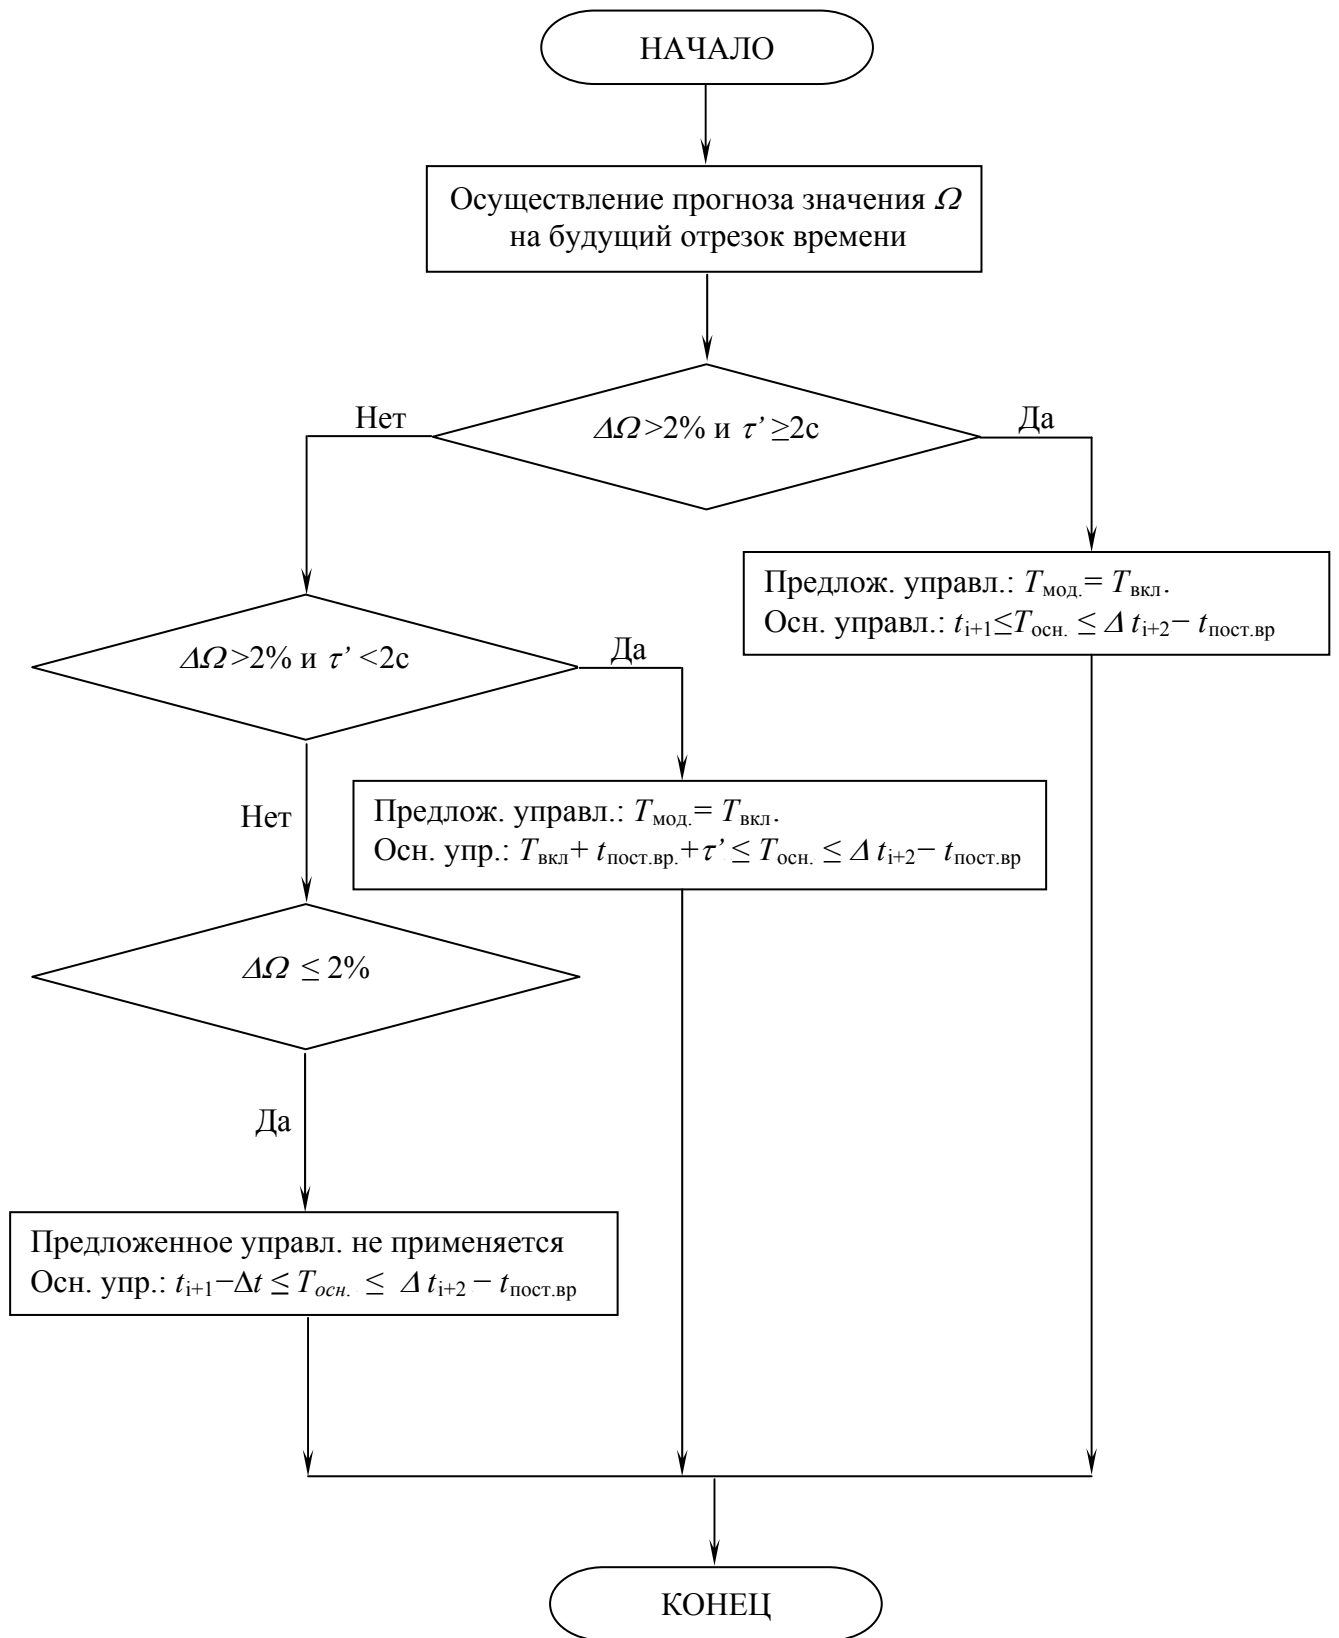 НАЧАЛО
Осуществление прогноза значения Ω
на будущий отрезок времени
Нет
ΔΩ>2% и τ’ ≥2с
Да
Предлож. управл.: Tмод.= Tвкл.
Осн. управл.: ti+1≤Tосн. ≤ Δ ti+2− tпост.вр
ΔΩ>2% и τ’ <2с
Да
Нет
Предлож. управл.: Tмод.= Tвкл.
Осн. упр.: Tвкл+ tпост.вр.+τ’ ≤ Tосн. ≤ Δ ti+2− tпост.вр
ΔΩ ≤ 2%
Да
Предложенное управл. не применяется
Осн. упр.: ti+1−Δt ≤ Tосн. ≤ Δ ti+2 − tпост.вр
КОНЕЦ